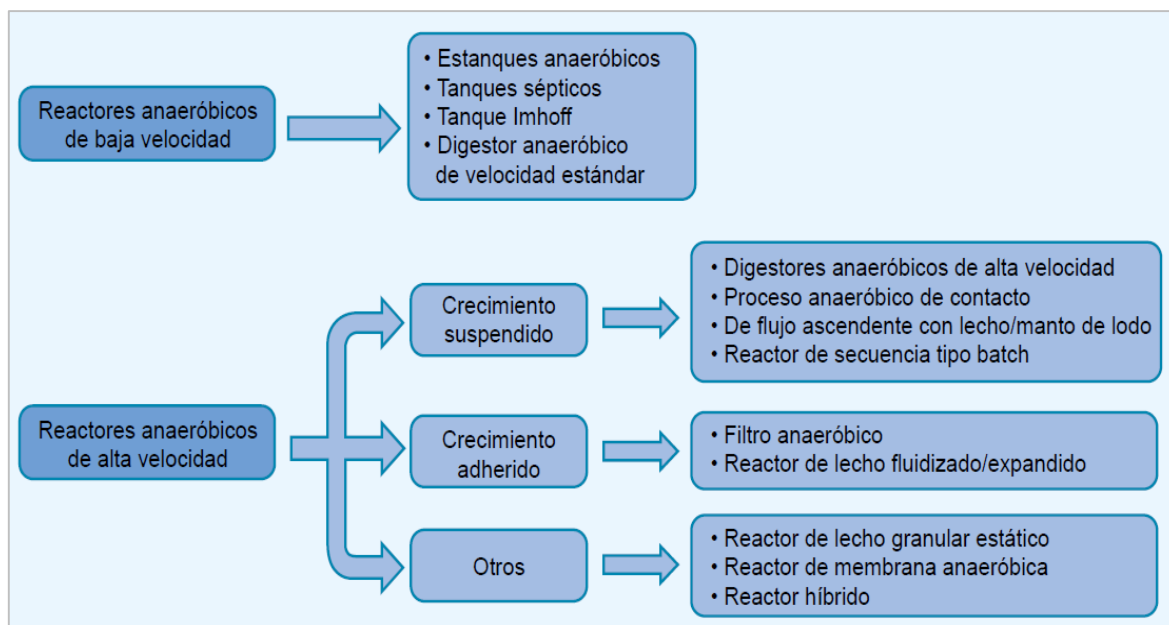 Reactores anaeróbicos
de baja velocidad
• Estanques anaeróbicos
• Tanques sépticos
• Tanque Imhoff
• Digestor anaeróbico
de velocidad estándar
Reactores anaeróbicos
de alta velocidad
Crecimiento
suspendido
• Digestores anaeróbicos de alta velocidad
• Proceso anaeróbico de contacto
• De flujo ascendente con lecho/manto de lodo
• Reactor de secuencia tipo batch
Crecimiento
adherido
• Filtro anaeróbico
• Reactor de lecho fluidizado/expandido
Otros
• Reactor de lecho granular estático
• Reactor de membrana anaeróbica
• Reactor híbrido